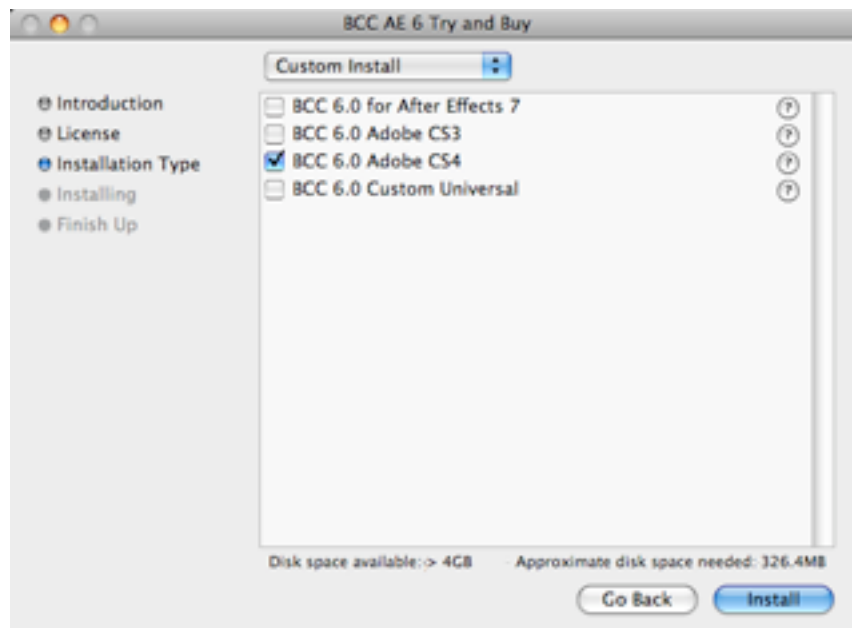 BCC AE 6 Try and Buy
Custom Install
Introduction
License
Installation Type
Installing
Finish Up
BCC 6.0 for After Effects 7
BCC 6.0 Adobe CS3
BCC 6.0 Adobe CS4
BCC 6.0 Custom Universal
?
?
?
?
Disk space available: > 4GB
Approximate disk space needed: 326.4MB
Go Back
Install